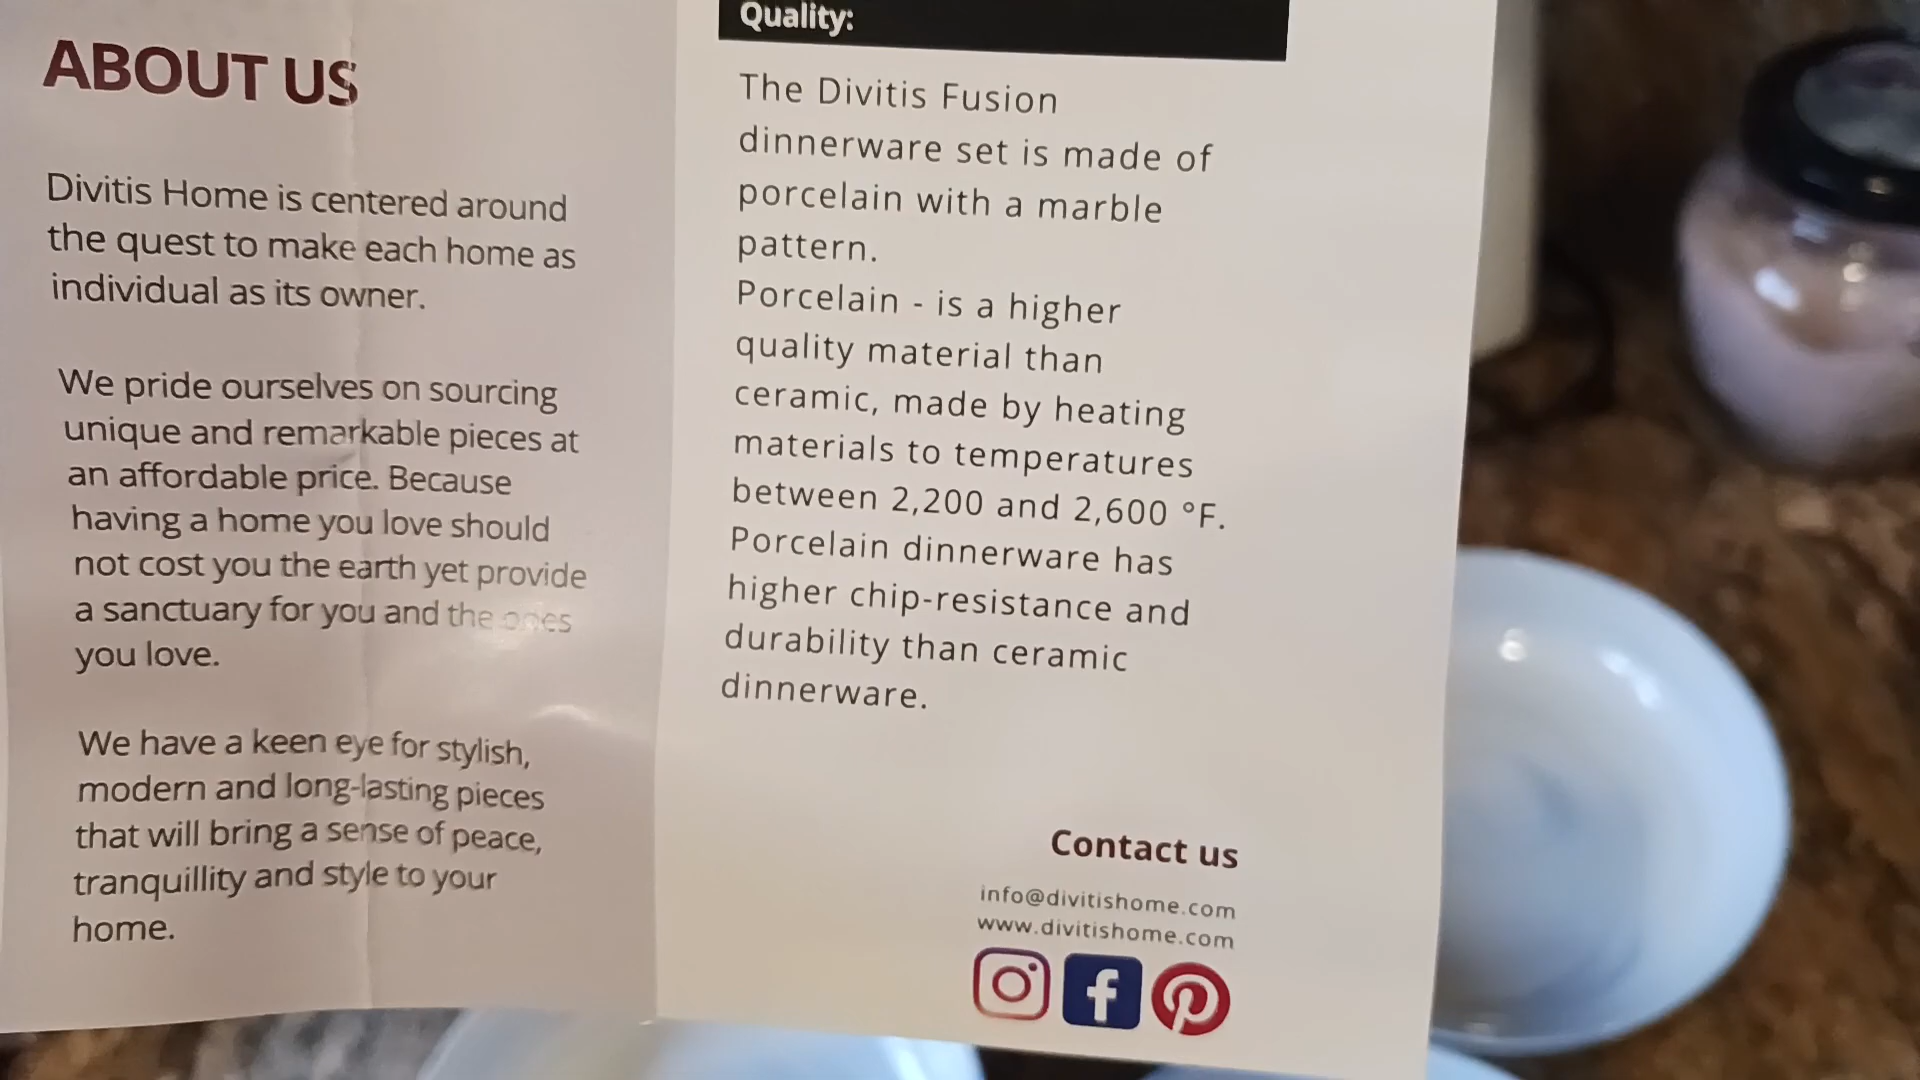 ABOUT US
Divitis Home is centered around
the quest to make each home as
individual as its owner.
We pride ourselves on sourcing
unique and remarkable pieces at
an affordable price. Because
having a home you love should
not cost you the earth yet provide
a sanctuary for you and the ones
you love.
We have a keen eye for stylish,
modern and long-lasting pieces
that will bring a sense of peace,
tranquillity and style to your
home.
Quality:
The Divitis Fusion
dinnerware set is made of
porcelain with a marble
pattern.
Porcelain - is a higher
quality material than
ceramic, made by heating
materials to temperatures
between 2,200 and 2,600 °F.
Porcelain dinnerware has
higher chip-resistance and
durability than ceramic
dinnerware.
Contact us
info@divitishome.com
www.divitishome.com